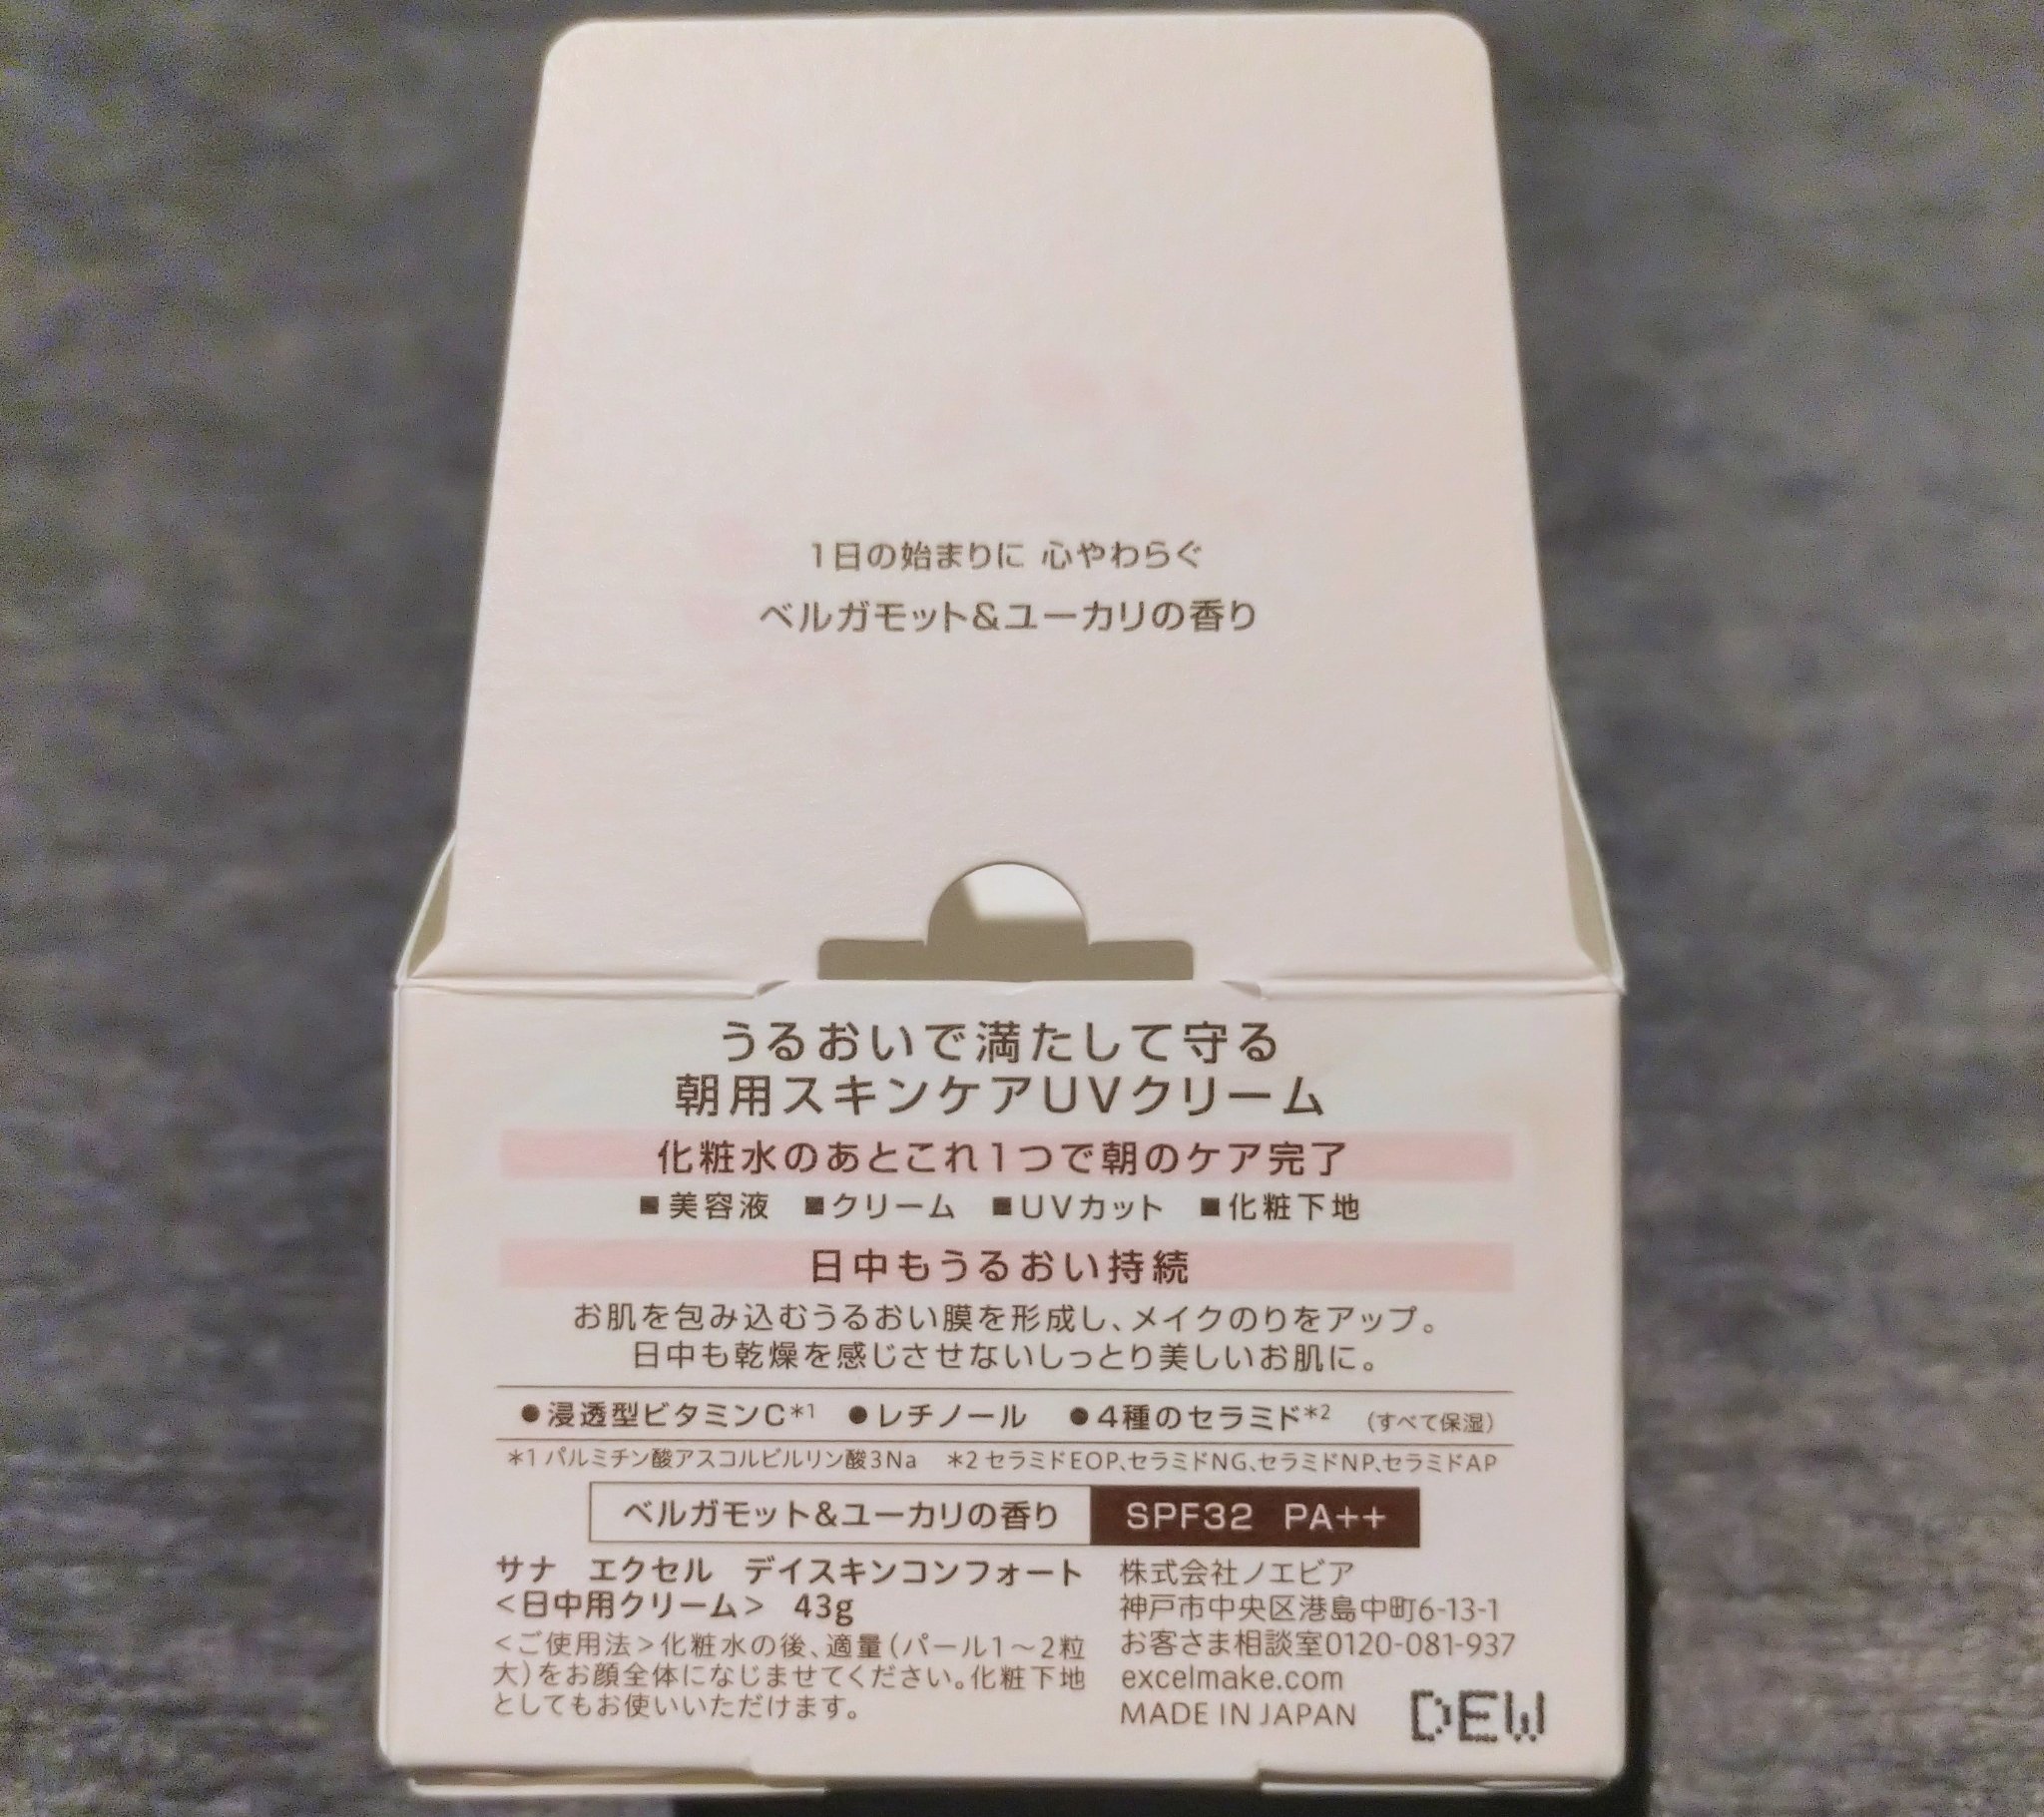 1日の始まりに 心やわらぐ
ベルガモット&ユーカリの香り
うるおいで満たして守る
朝用スキンケアUVクリーム
化粧水のあとこれ1つで朝のケア完了
■美容液 ■クリーム ■UVカット ■化粧下地
日中もうるおい持続
お肌を包み込むうるおい膜を形成し、メイクのりをアップ。
日中も乾燥を感じさせないしっとり美しいお肌に。
●浸透型ビタミンC*1 ●レチノール ●4種のセラミド*2 (すべて保湿)
*1 パルミチン酸アスコルビルリン酸3Na *2 セラミドEOP、セラミドNG、セラミドNP、セラミドAP
ベルガモット&ユーカリの香り SPF32 PA++
サナ エクセル デイスキンコンフォート
<日中用クリーム> 43g
<ご使用法>化粧水の後、適量(パール1〜2粒
大)をお顔全体になじませてください。化粧下地
としてもお使いいただけます。
株式会社ノエビア
神戸市中央区港島中町6-13-1
お客さま相談室0120-081-937
excelmake.com
MADE IN JAPAN
DEW